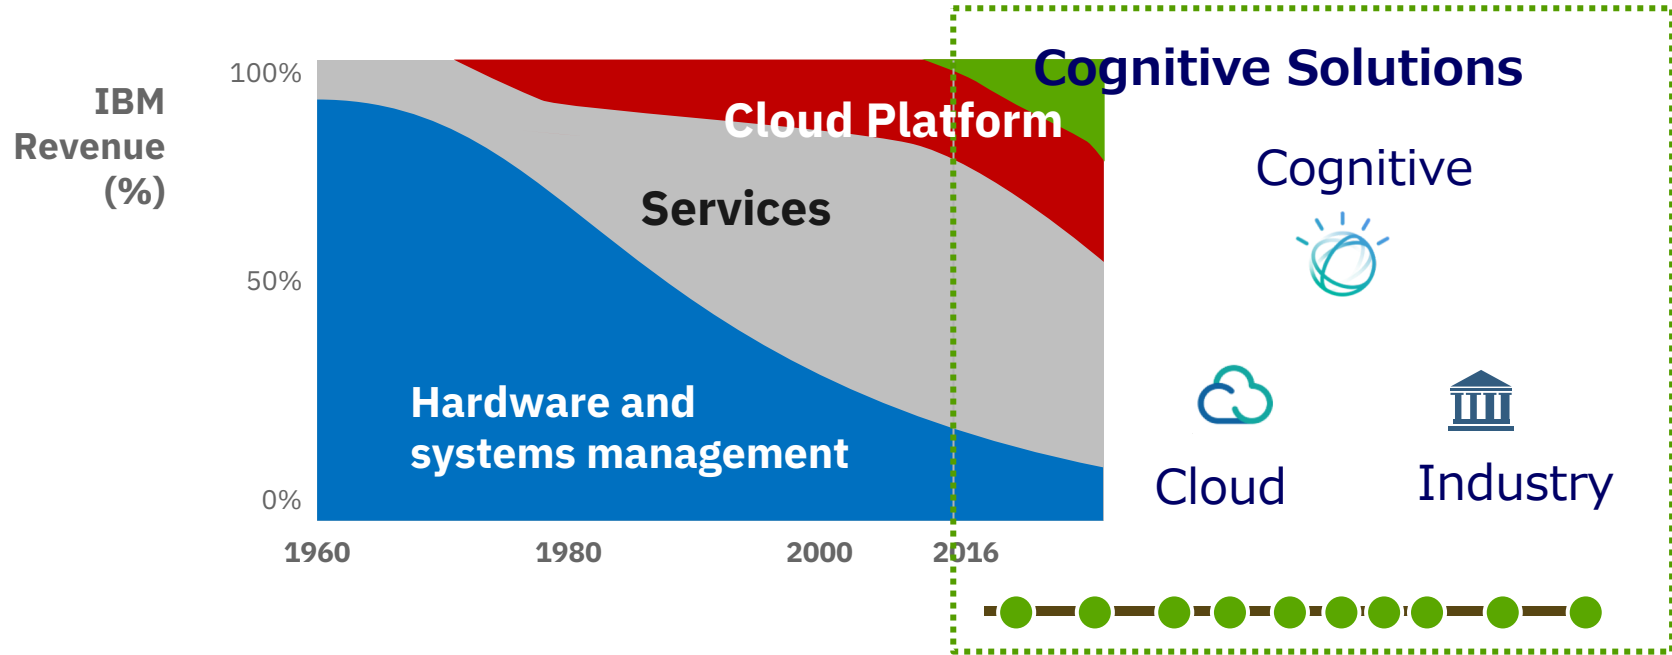 IBM
Revenue
(%)
100%
50%
0%
Cognitive Solutions
Cloud Platform
Services
Hardware and
systems management
1960
1980
2000
2016
Cognitive
Cloud
Industry